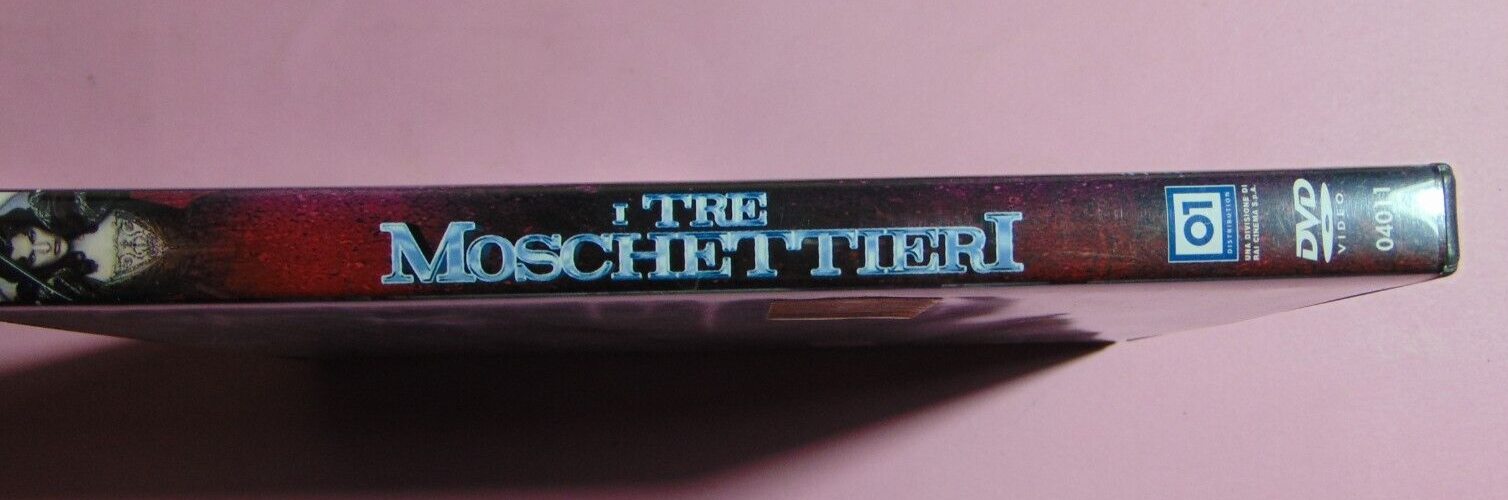 I TRE
MOSCHETTIERI
01
DISTRIBUTION
UNA DIVISIONE DI
RAI CINEMA S.p.A.
DVD
VIDEO
04011